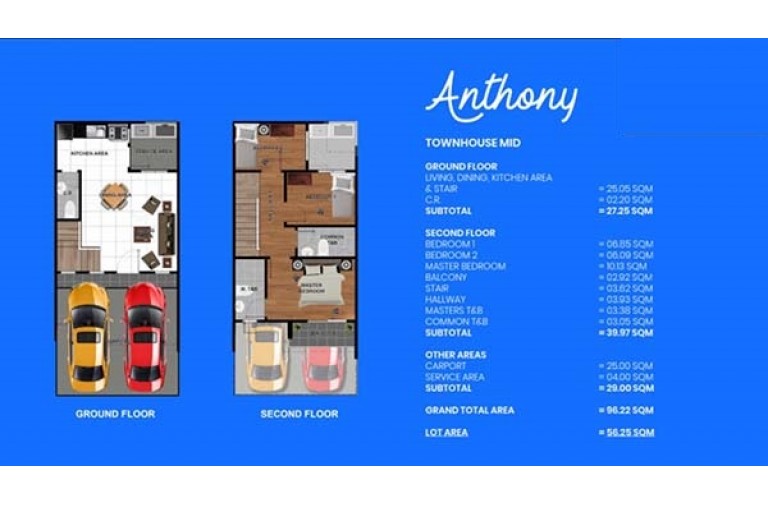 Anthony
TOWNHOUSE MID
GROUND FLOOR
LIVING, DINING, KITCHEN AREA
& STAIR = 25.05 SQM
C.R. = 02.20 SQM
SUBTOTAL = 27.25 SQM
SECOND FLOOR
BEDROOM 1 = 06.85 SQM
BEDROOM 2 = 06.09 SQM
MASTER BEDROOM = 10.13 SQM
BALCONY = 02.92 SQM
STAIR = 03.62 SQM
HALLWAY = 03.93 SQM
MASTERS T&B = 03.38 SQM
COMMON T&B = 03.05 SQM
SUBTOTAL = 39.97 SQM
OTHER AREAS
CARPORT = 25.00 SQM
SERVICE AREA = 04.00 SQM
SUBTOTAL = 29.00 SQM
GRAND TOTAL AREA = 96.22 SQM
LOT AREA = 56.25 SQM
KITCHEN AREA
SERVICE AREA
C.R.
GROUND FLOOR
COMMON
T&B
MASTER
BEDROOM
SECOND FLOOR